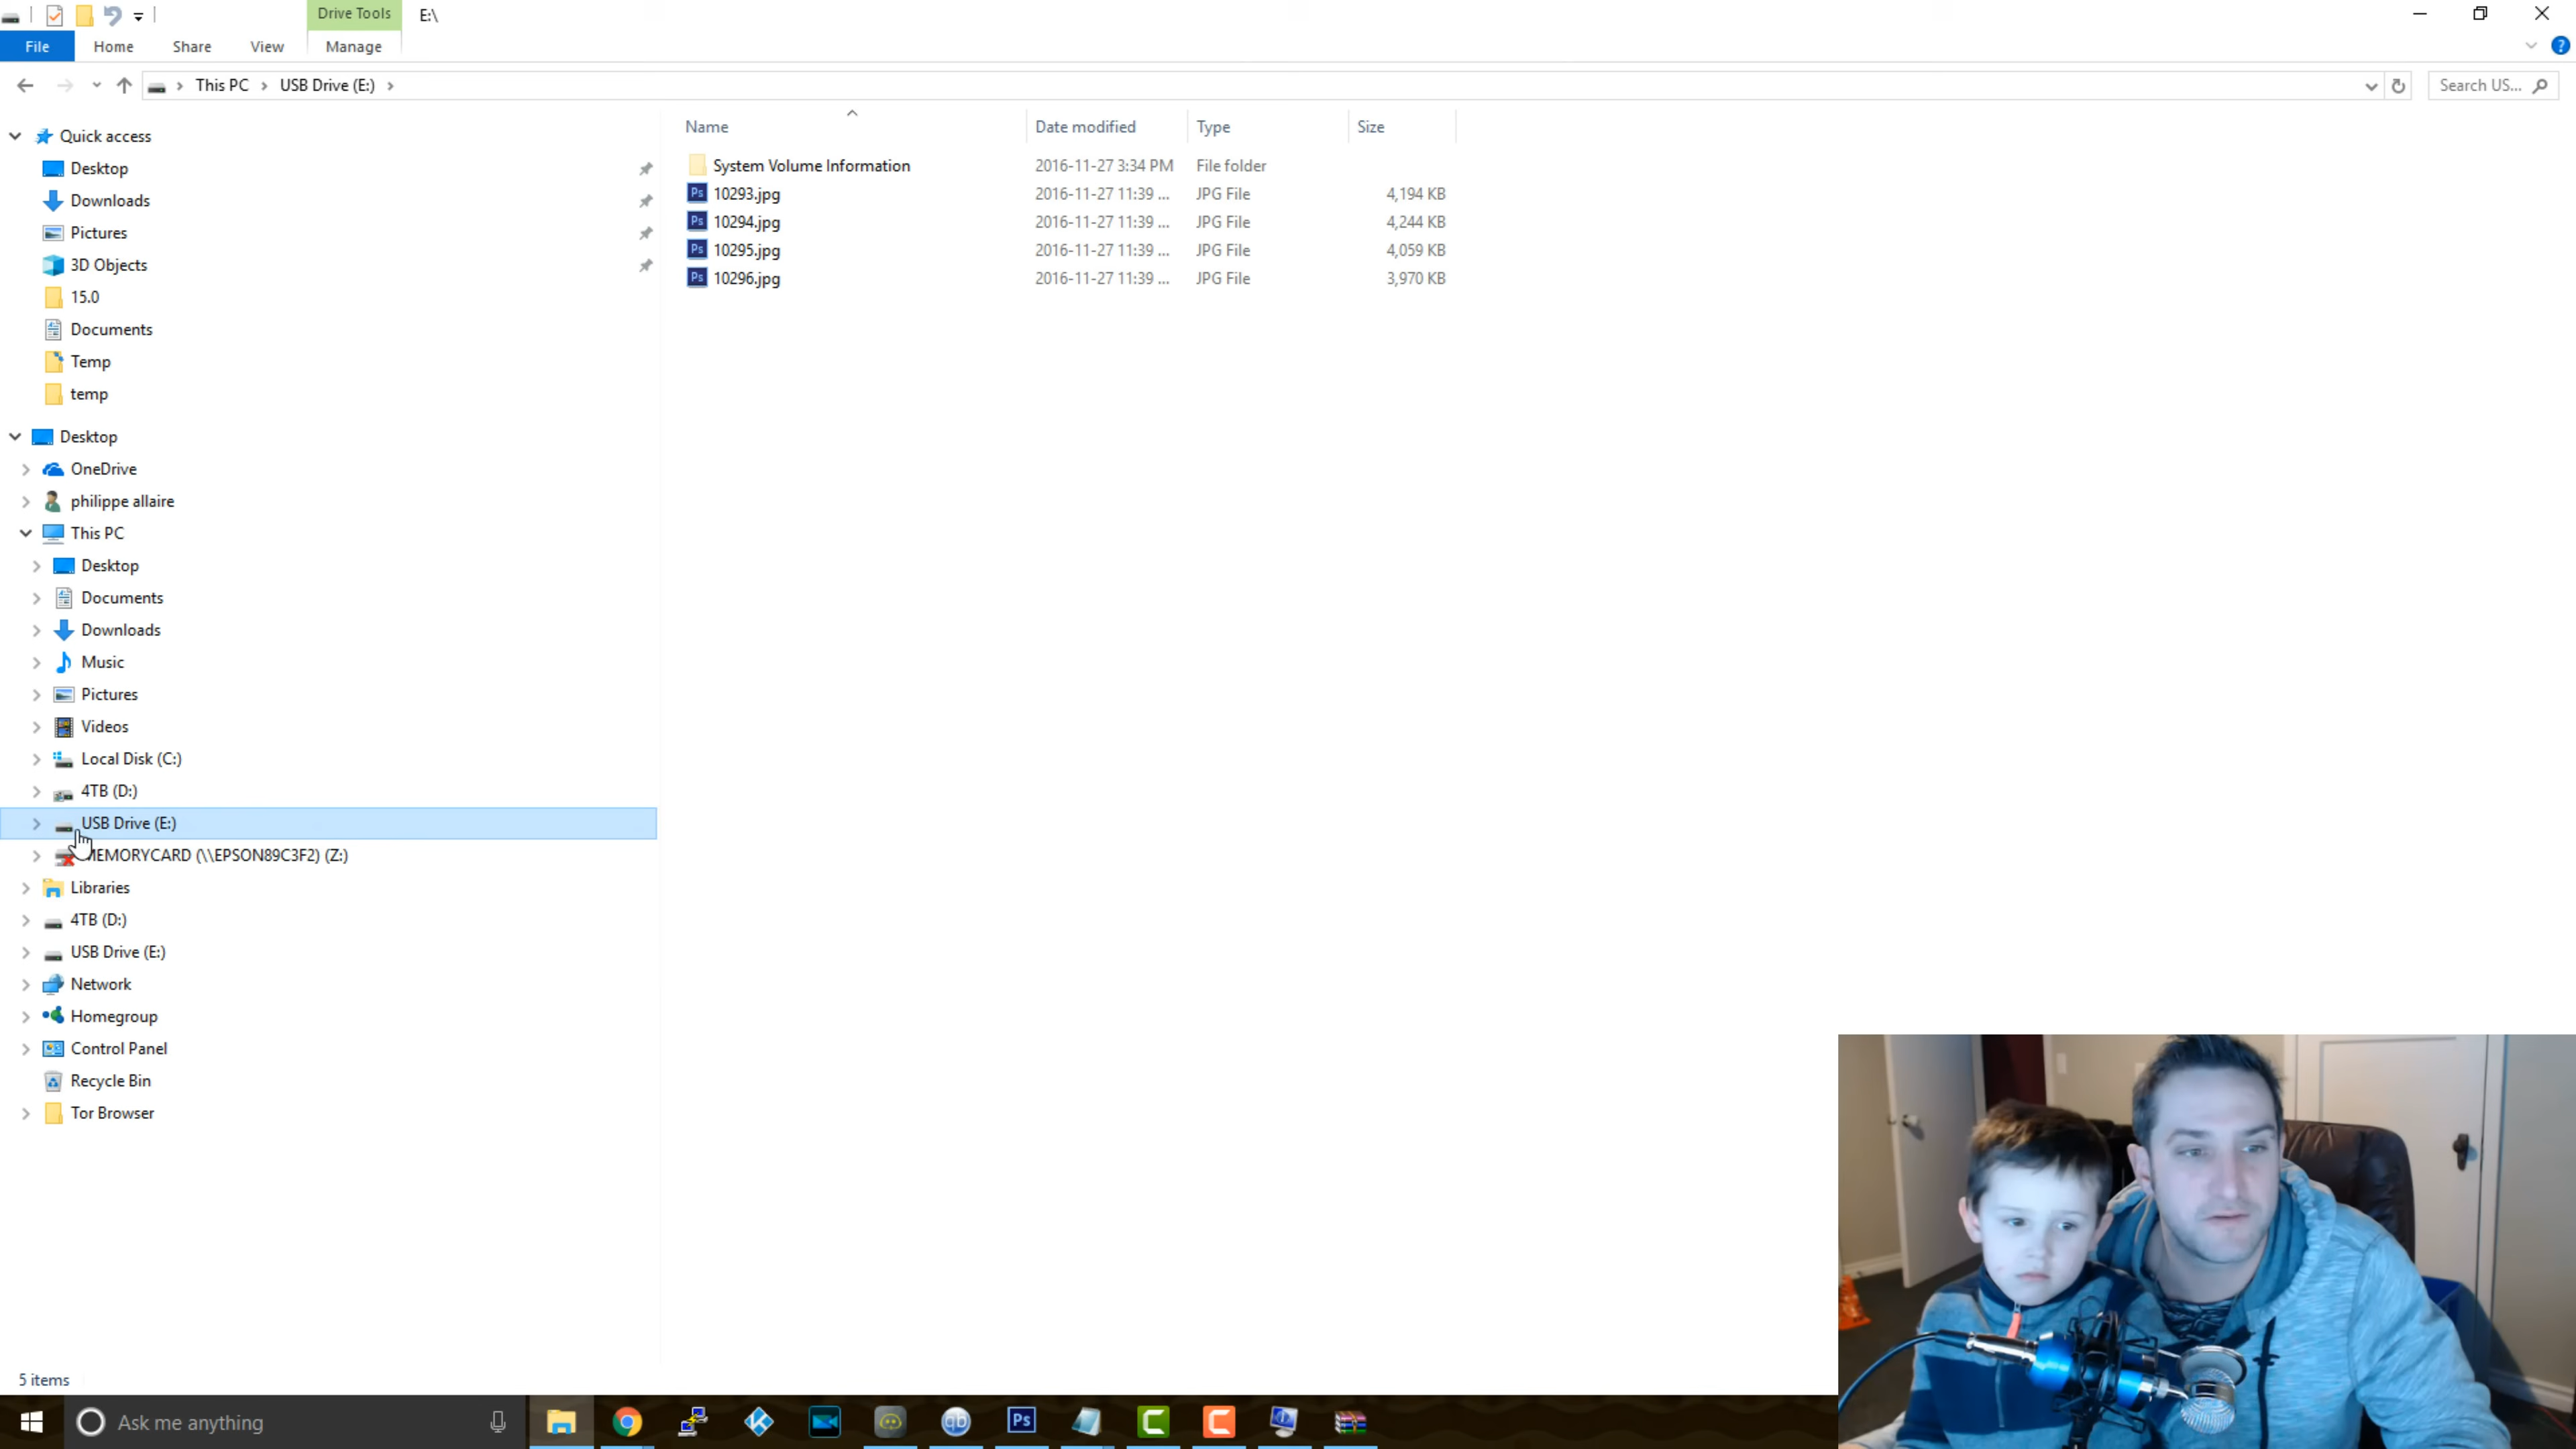 Drive Tools E:\
File Home Share View Manage
This PC USB Drive (E:) Search US...
Quick access
Desktop
Downloads
Pictures
3D Objects
15.0
Documents
Temp
temp
Desktop
OneDrive
philippe allaire
This PC
Desktop
Documents
Downloads
Music
Pictures
Videos
Local Disk (C:)
4TB (D:)
USB Drive (E:)
MEMORYCARD (\\EPSON89C3F2) (Z:)
Libraries
4TB (D:)
USB Drive (E:)
Network
Homegroup
Control Panel
Recycle Bin
Tor Browser
Name Date modified Type Size
System Volume Information 2016-11-27 3:34 PM File folder
Ps 10293.jpg 2016-11-27 11:39 ... JPG File 4,194 KB
Ps 10294.jpg 2016-11-27 11:39 ... JPG File 4,244 KB
Ps 10295.jpg 2016-11-27 11:39 ... JPG File 4,059 KB
Ps 10296.jpg 2016-11-27 11:39 ... JPG File 3,970 KB
5 items
Ask me anything qb Ps